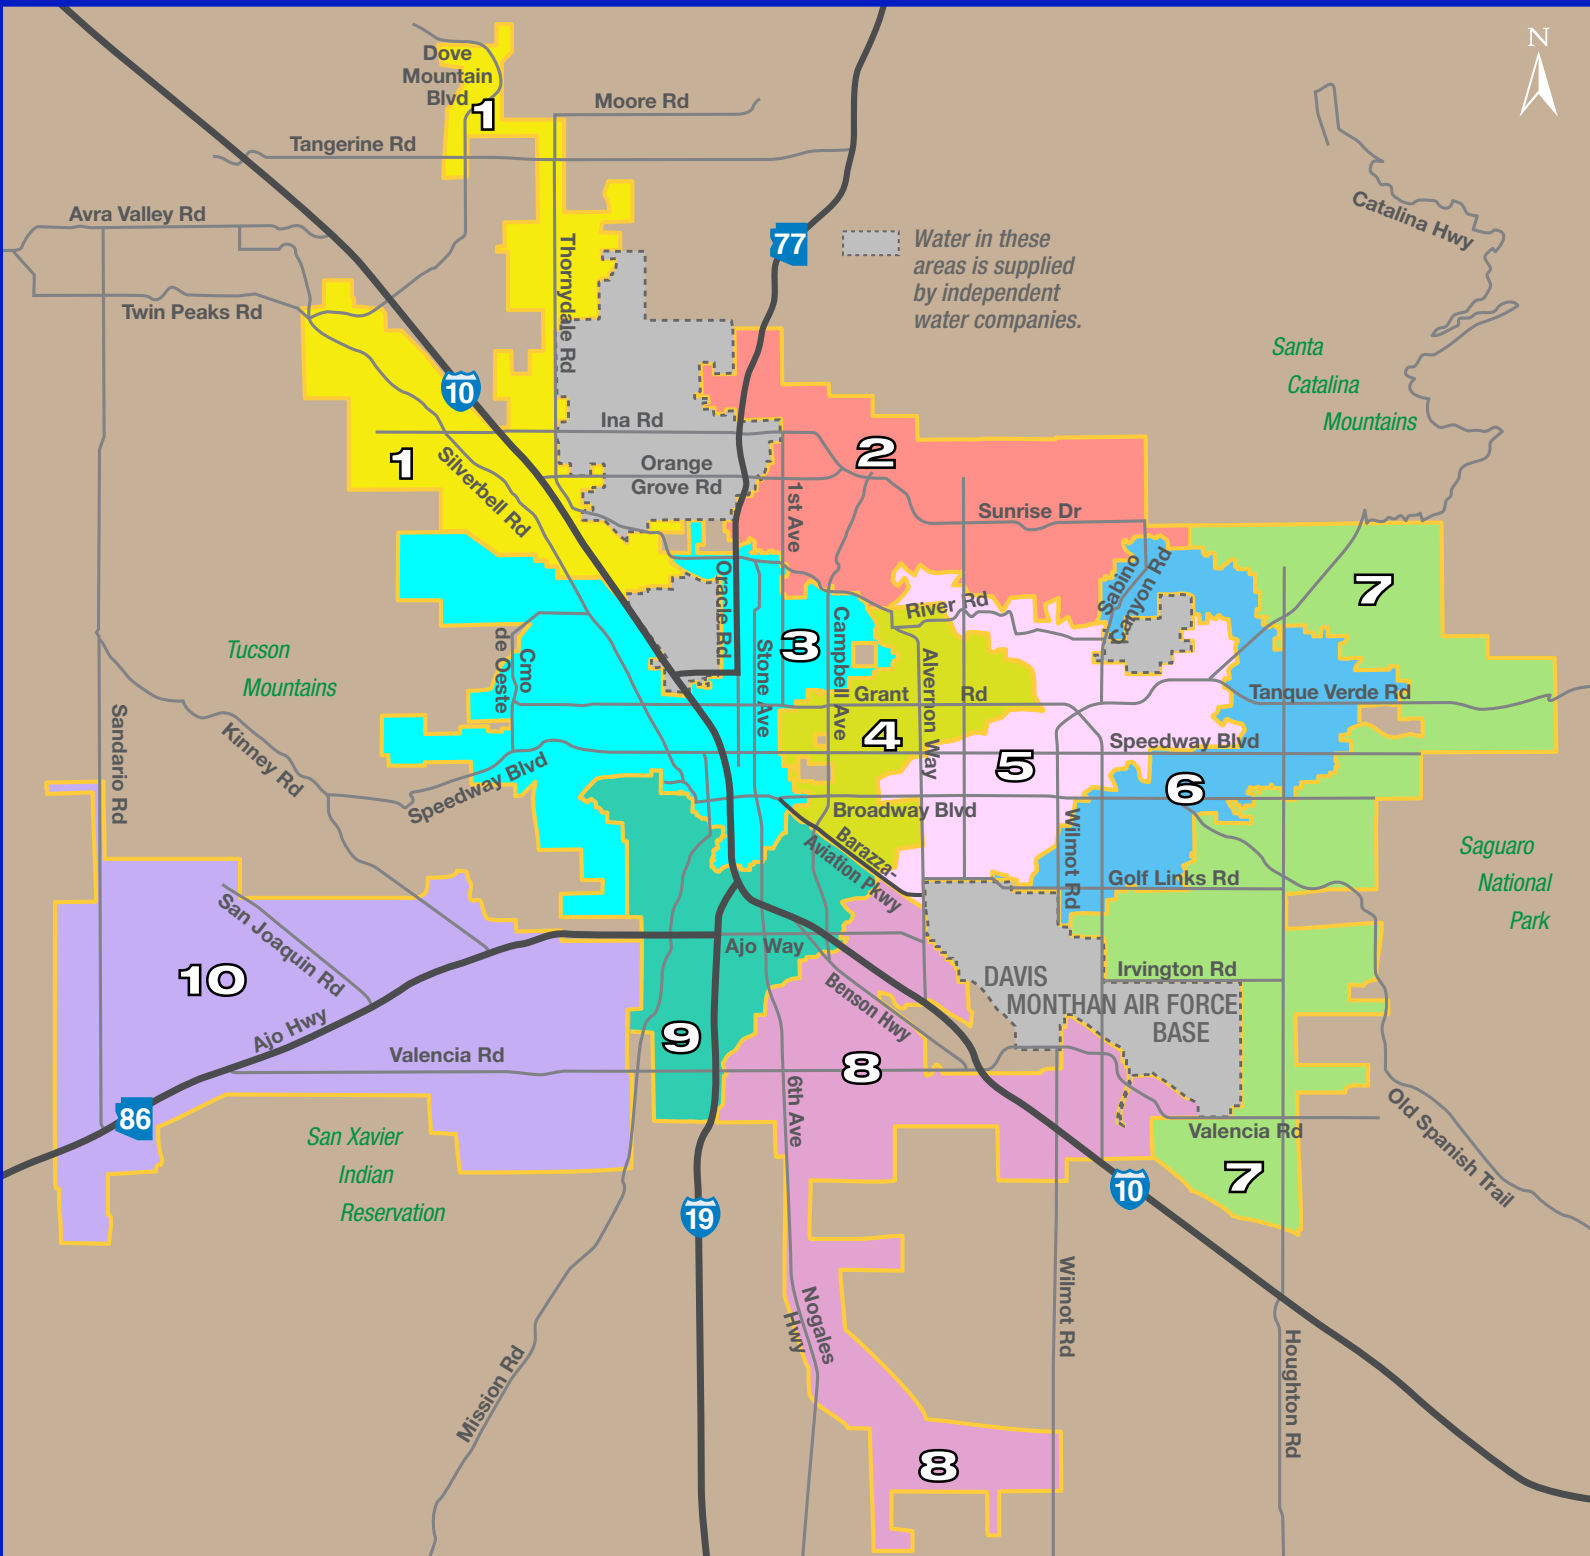 N
Dove
Mountain
Blvd
1
Moore Rd
Tangerine Rd
Avra Valley Rd
Catalina Hwy
77
Water in these
areas is supplied
by independent
water companies.
Thornydale Rd
Twin Peaks Rd
Santa
Catalina
Mountains
10
Ina Rd
1
Silverbell Rd
Orange
Grove Rd
2
1st Ave
Sunrise Dr
Oracle Rd
Sabino
Canyon Rd
7
River Rd
3
Campbell Ave
Stone Ave
Cmo
de Oeste
Tucson
Mountains
Alvernon Way
Grant Rd
Tanque Verde Rd
4
Speedway Blvd
5
6
Sandario Rd
Kinney Rd
Speedway Blvd
Broadway Blvd
Barazza-
Aviation Pkwy
Wilmot Rd
Golf Links Rd
Saguaro
National
Park
San Joaquin Rd
10
Ajo Way
Irvington Rd
DAVIS
MONTHAN AIR FORCE
BASE
Benson Hwy
Ajo Hwy
9
Valencia Rd
8
86
6th Ave
San Xavier
Indian
Reservation
Valencia Rd
Old Spanish Trail
7
10
19
Nogales
Hwy
Wilmot Rd
Houghton Rd
Mission Rd
8